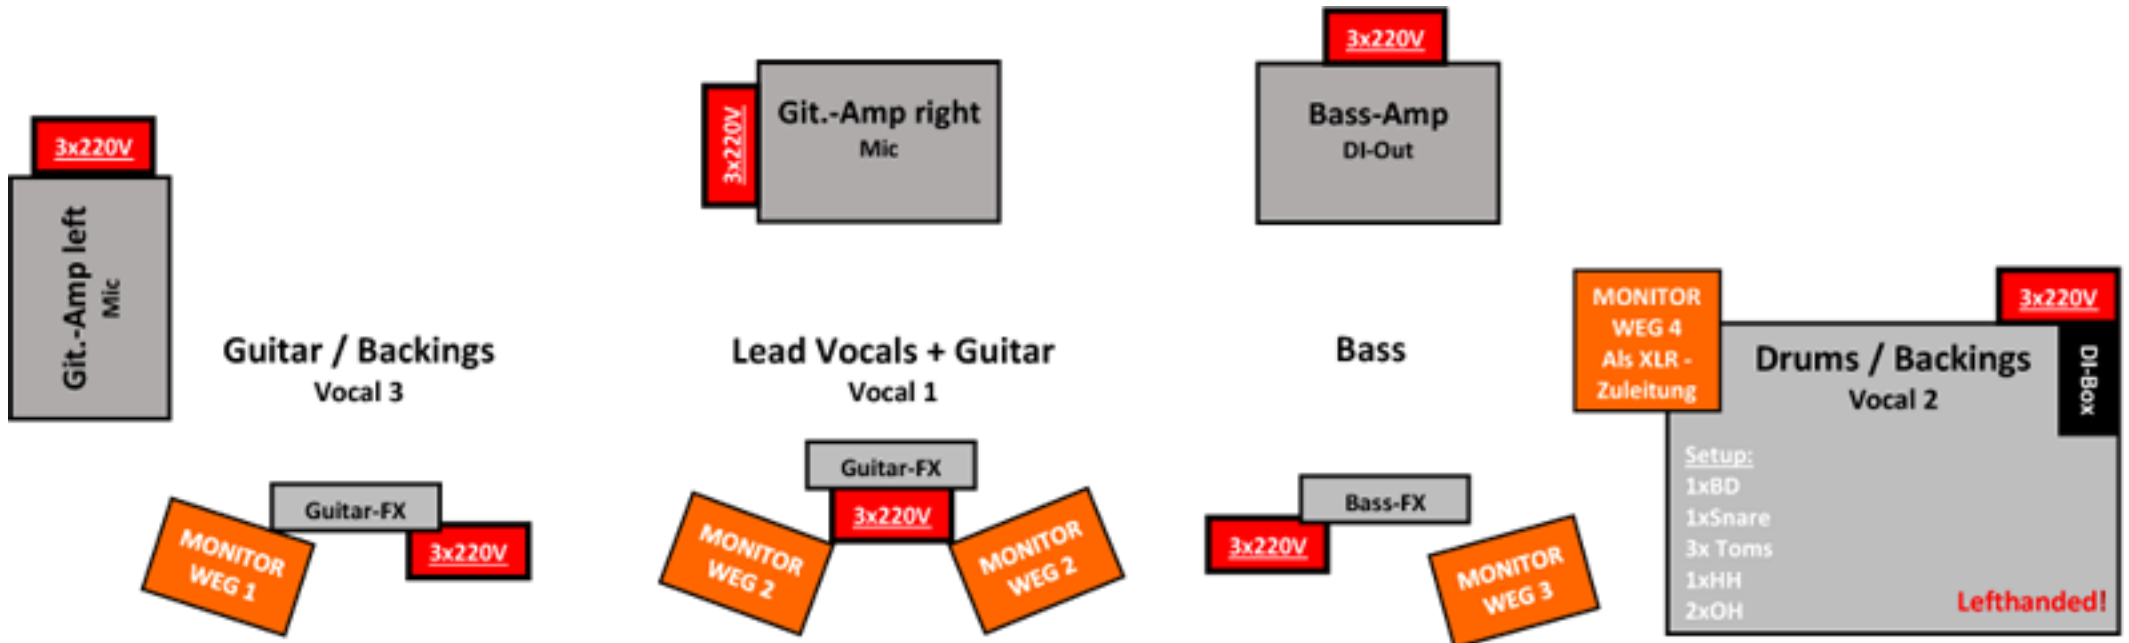 3x220V
Git.-Amp left
Mic
3x220V
Git.-Amp right
Mic
3x220V
Bass-Amp
DI-Out
Guitar / Backings
Vocal 3
Lead Vocals + Guitar
Vocal 1
Bass
MONITOR
WEG 4
Als XLR -
Zuleitung
3x220V
DI-Box
Drums / Backings
Vocal 2
Setup:
1xBD
1xSnare
3x Toms
1xHH
2xOH
Lefthanded!
Guitar-FX
3x220V
MONITOR
WEG 1
Guitar-FX
3x220V
MONITOR
WEG 2
MONITOR
WEG 2
Bass-FX
3x220V
MONITOR
WEG 3